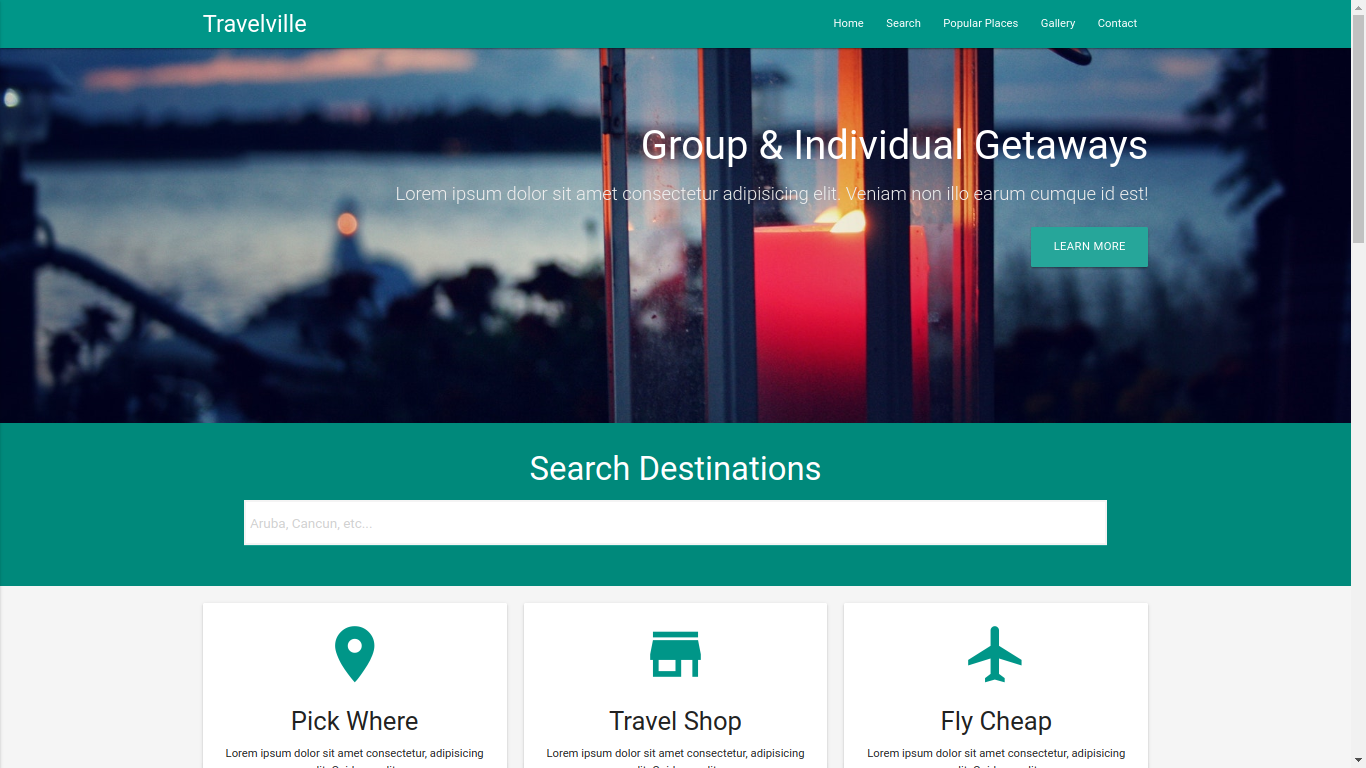 Travelville
Home Search Popular Places Gallery Contact
Group & Individual Getaways
Lorem ipsum dolor sit amet consectetur adipisicing elit. Veniam non illo earum cumque id est!
LEARN MORE
Search Destinations
Aruba, Cancun, etc...
Pick Where
Lorem ipsum dolor sit amet consectetur, adipisicing
Travel Shop
Lorem ipsum dolor sit amet consectetur, adipisicing
Fly Cheap
Lorem ipsum dolor sit amet consectetur, adipisicing